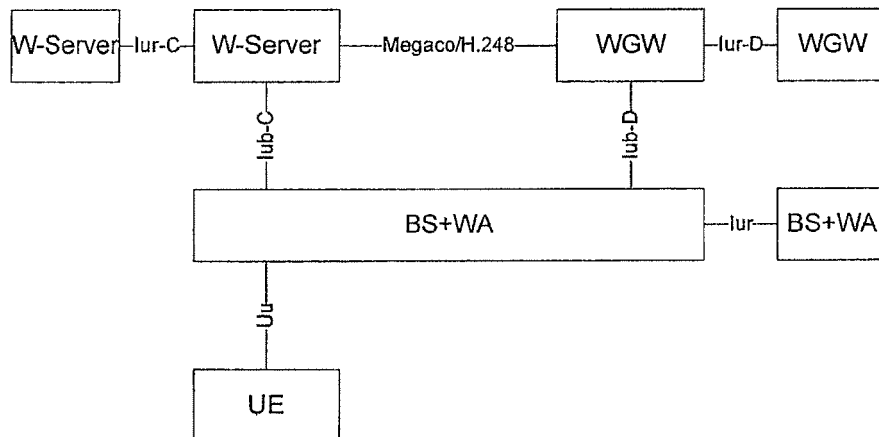 W-Server Iur-C W-Server Megaco/H.248 WGW Iur-D WGW
Iub-C
Iub-D
BS+WA Iur BS+WA
Uu
UE